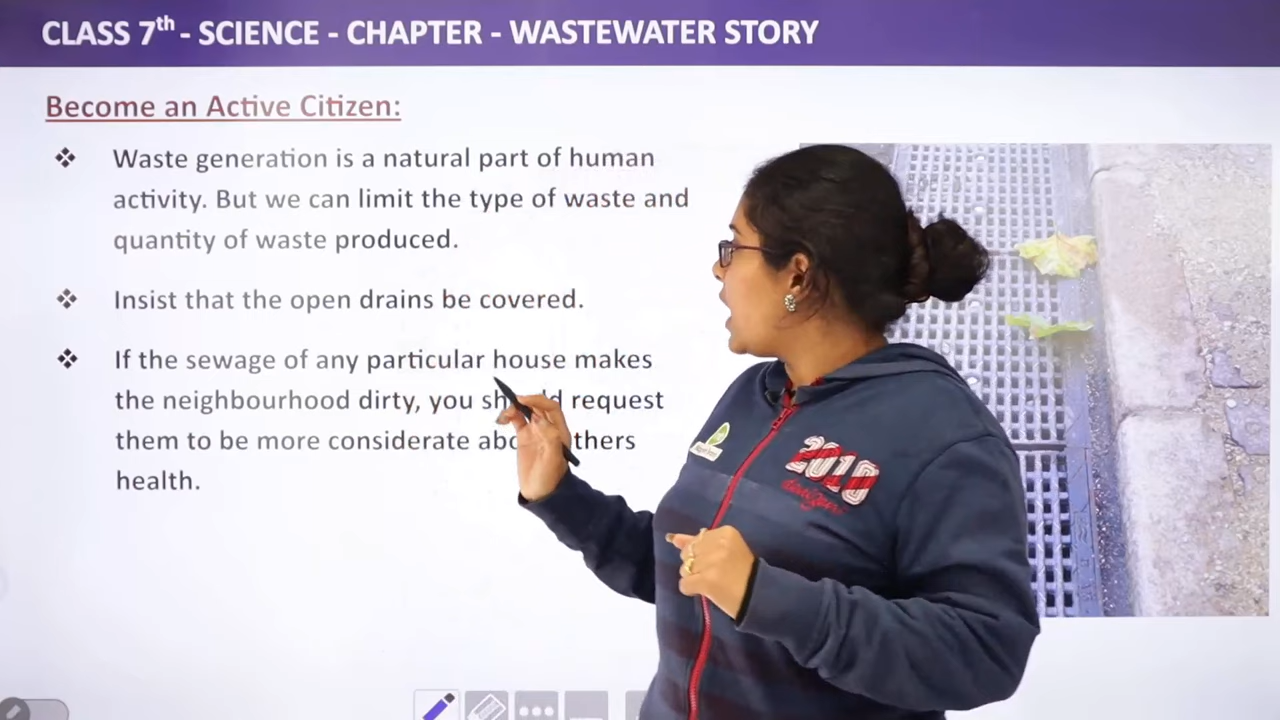 CLASS 7th - SCIENCE - CHAPTER - WASTEWATER STORY
Become an Active Citizen:
❖ Waste generation is a natural part of human
activity. But we can limit the type of waste and
quantity of waste produced.
❖ Insist that the open drains be covered.
❖ If the sewage of any particular house makes
the neighbourhood dirty, you should request
them to be more considerate about others
health.
2010